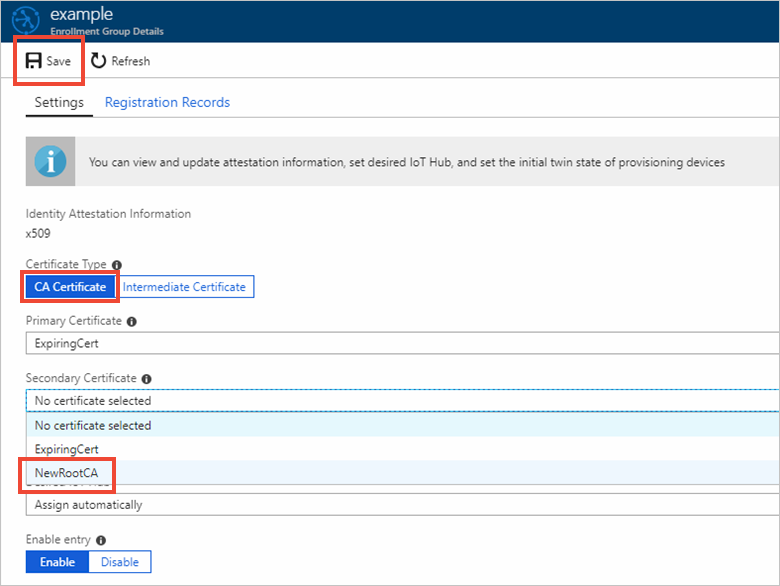 example
Enrollment Group Details
Save Refresh
Settings Registration Records
You can view and update attestation information, set desired IoT Hub, and set the initial twin state of provisioning devices
Identity Attestation Information
x509
Certificate Type
CA Certificate Intermediate Certificate
Primary Certificate
ExpiringCert
Secondary Certificate
No certificate selected
No certificate selected
ExpiringCert
NewRootCA
Desired IoT Hub
Assign automatically
Enable entry
Enable Disable